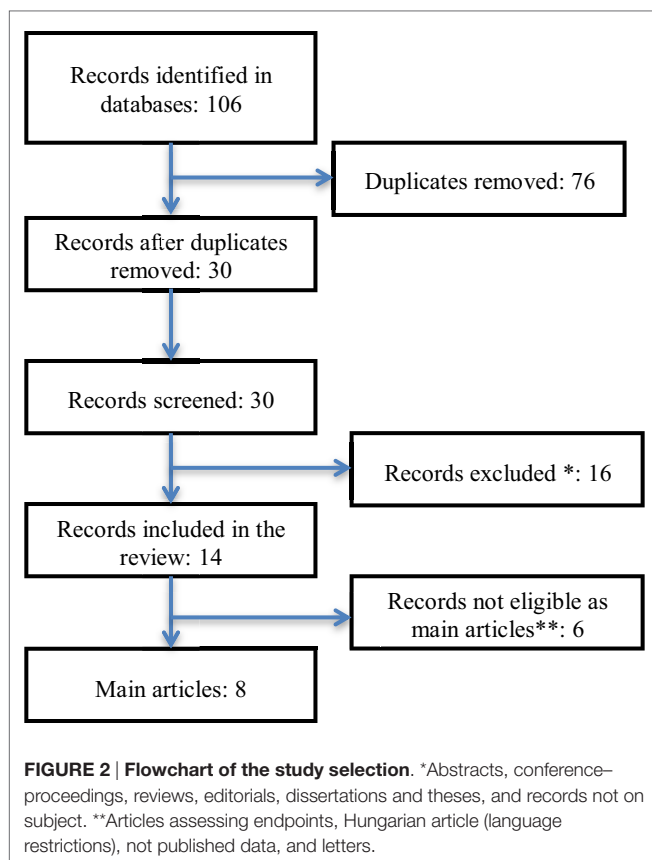 Records identified in
databases: 106
Duplicates removed: 76
Records after duplicates
removed: 30
Records screened: 30
Records excluded *: 16
Records included in the
review: 14
Records not eligible as
main articles**: 6
Main articles: 8
FIGURE 2 | Flowchart of the study selection. *Abstracts, conference–
proceedings, reviews, editorials, dissertations and theses, and records not on
subject. **Articles assessing endpoints, Hungarian article (language
restrictions), not published data, and letters.